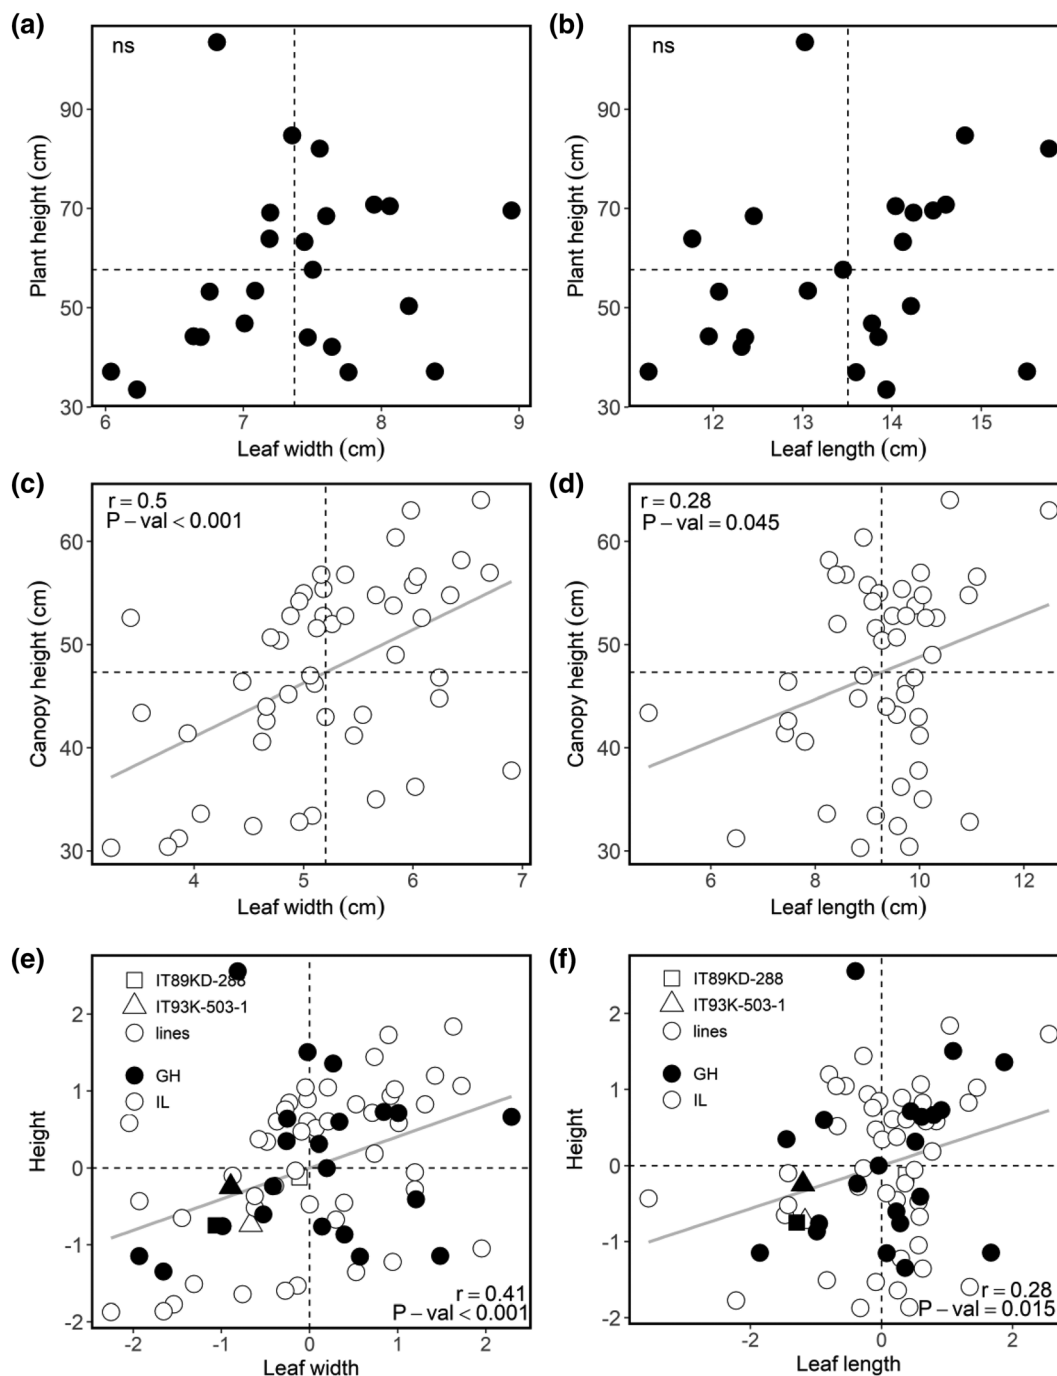 (a)
ns
90
70
50
30
Plant height (cm)
6 7 8 9
Leaf width (cm)
(b)
ns
90
70
50
30
Plant height (cm)
12 13 14 15
Leaf length (cm)
(c)
r = 0.5
P − val < 0.001
60
50
40
30
Canopy height (cm)
4 5 6 7
Leaf width (cm)
(d)
r = 0.28
P − val = 0.045
60
50
40
30
Canopy height (cm)
6 8 10 12
Leaf length (cm)
(e)
IT89KD-288
IT93K-503-1
lines
GH
IL
2
1
0
-1
-2
Height
r = 0.41
P − val < 0.001
-2 -1 0 1 2
Leaf width
(f)
IT89KD-288
IT93K-503-1
lines
GH
IL
2
1
0
-1
-2
Height
r = 0.28
P − val = 0.015
-2 0 2
Leaf length